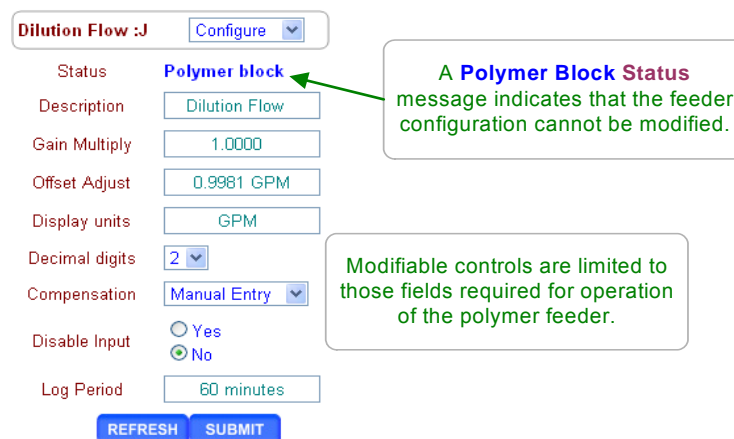 Dilution Flow :J Configure
Status Polymer block
Description Dilution Flow
Gain Multiply 1.0000
Offset Adjust 0.9981 GPM
Display units GPM
Decimal digits 2
Compensation Manual Entry
Disable Input Yes
No
Log Period 60 minutes
REFRESH SUBMIT
A Polymer Block Status
message indicates that the feeder
configuration cannot be modified.
Modifiable controls are limited to
those fields required for operation
of the polymer feeder.